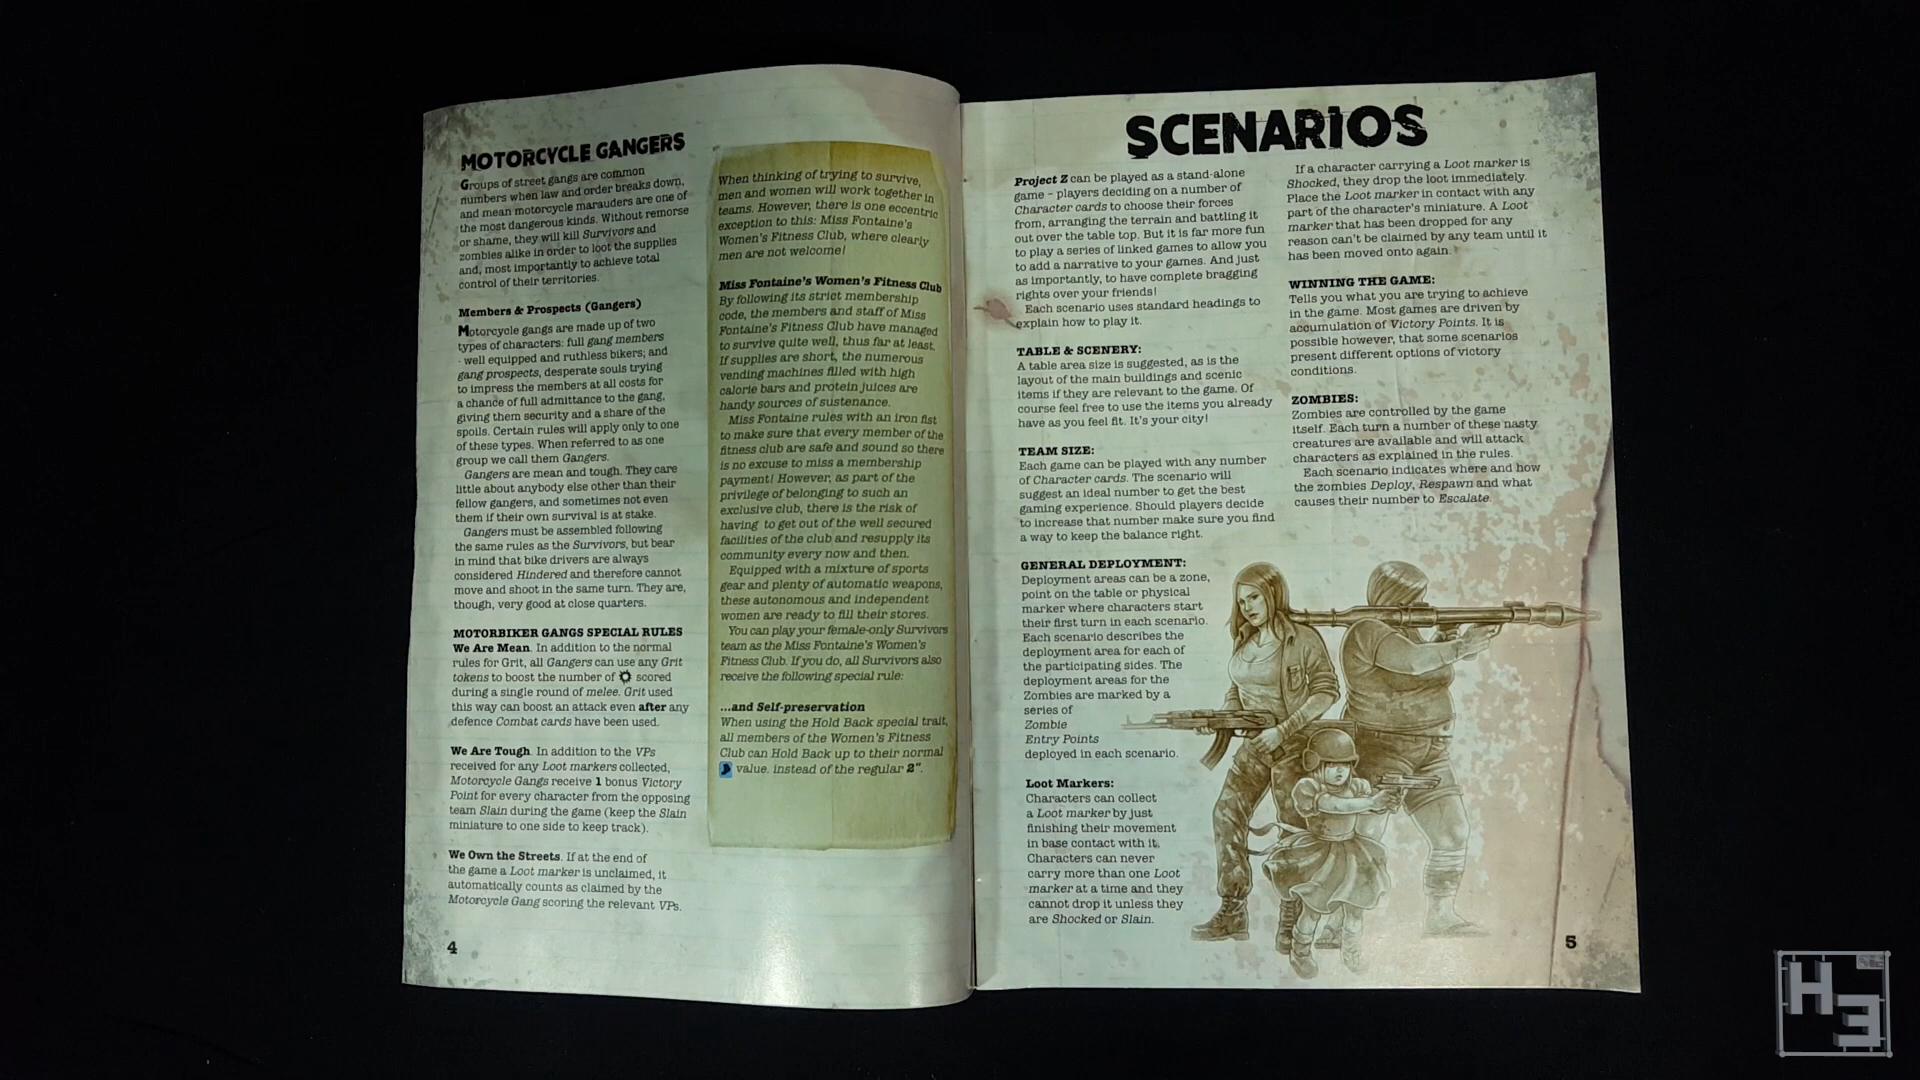 MOTORCYCLE GANGERS
Groups of street gangs are common
numbers when law and order breaks down,
and mean motorcycle marauders are one of
the most dangerous kinds. Without remorse
or shame, they will kill Survivors and
zombies alike in order to loot the supplies
and, most importantly to achieve total
control of their territories.
Members & Prospects (Gangers)
Motorcycle gangs are made up of two
types of characters: full gang members
- well equipped and ruthless bikers; and
gang prospects, desperate souls trying
to impress the members at all costs for
a chance of full admittance to the gang,
giving them security and a share of the
spoils. Certain rules will apply only to one
of these types. When referred to as one
group we call them Gangers.
Gangers are mean and tough. They care
little about anybody else other than their
fellow gangers, and sometimes not even
them if their own survival is at stake.
Gangers must be assembled following
the same rules as the Survivors, but bear
in mind that bike drivers are always
considered Hindered and therefore cannot
move and shoot in the same turn. They are,
though, very good at close quarters.
MOTORBIKER GANGS SPECIAL RULES
We Are Mean. In addition to the normal
rules for Grit, all Gangers can use any Grit
tokens to boost the number of scored
during a single round of melee. Grit used
this way can boost an attack even after any
defence Combat cards have been used.
We Are Tough. In addition to the VPs
received for any Loot markers collected,
Motorcycle Gangs receive 1 bonus Victory
Point for every character from the opposing
team Slain during the game (keep the Slain
miniature to one side to keep track).
We Own the Streets. If at the end of
the game a Loot marker is unclaimed, it
automatically counts as claimed by the
Motorcycle Gang scoring the relevant VPs.
4
When thinking of trying to survive,
men and women will work together in
teams. However, there is one eccentric
exception to this: Miss Fontaine's
Women's Fitness Club, where clearly
men are not welcome!
Miss Fontaine's Women's Fitness Club
By following its strict membership
code, the members and staff of Miss
Fontaine's Fitness Club have managed
to survive quite well, thus far at least.
If supplies are short, the numerous
vending machines filled with high
calorie bars and protein juices are
handy sources of sustenance.
Miss Fontaine rules with an iron fist
to make sure that every member of the
fitness club are safe and sound so there
is no excuse to miss a membership
payment! However, as part of the
privilege of belonging to such an
exclusive club, there is the risk of
having to get out of the well secured
facilities of the club and resupply its
community every now and then.
Equipped with a mixture of sports
gear and plenty of automatic weapons,
these autonomous and independent
women are ready to fill their stores.
You can play your female-only Survivors
team as the Miss Fontaine's Women's
Fitness Club. If you do, all Survivors also
receive the following special rule:
...and Self-preservation
When using the Hold Back special trait,
all members of the Women's Fitness
Club can Hold Back up to their normal
value. instead of the regular 2".
SCENARIOS
Project Z can be played as a stand-alone
game – players deciding on a number of
Character cards to choose their forces
from, arranging the terrain and battling it
out over the table top. But it is far more fun
to play a series of linked games to allow you
to add a narrative to your games. And just
as importantly, to have complete bragging
rights over your friends!
Each scenario uses standard headings to
explain how to play it.
TABLE & SCENERY:
A table area size is suggested, as is the
layout of the main buildings and scenic
items if they are relevant to the game. Of
course feel free to use the items you already
have as you feel fit. It's your city!
TEAM SIZE:
Each game can be played with any number
of Character cards. The scenario will
suggest an ideal number to get the best
gaming experience. Should players decide
to increase that number make sure you find
a way to keep the balance right.
GENERAL DEPLOYMENT:
Deployment areas can be a zone,
point on the table or physical
marker where characters start
their first turn in each scenario.
Each scenario describes the
deployment area for each of
the participating sides. The
deployment areas for the
Zombies are marked by a
series of
Zombie
Entry Points
deployed in each scenario.
Loot Markers:
Characters can collect
a Loot marker by just
finishing their movement
in base contact with it.
Characters can never
carry more than one Loot
marker at a time and they
cannot drop it unless they
are Shocked or Slain.
If a character carrying a Loot marker is
Shocked, they drop the loot immediately.
Place the Loot marker in contact with any
part of the character's miniature. A Loot
marker that has been dropped for any
reason can't be claimed by any team until it
has been moved onto again.
WINNING THE GAME:
Tells you what you are trying to achieve
in the game. Most games are driven by
accumulation of Victory Points. It is
possible however, that some scenarios
present different options of victory
conditions.
ZOMBIES:
Zombies are controlled by the game
itself. Each turn a number of these nasty
creatures are available and will attack
characters as explained in the rules.
Each scenario indicates where and how
the zombies Deploy, Respawn and what
causes their number to Escalate.
5
H3